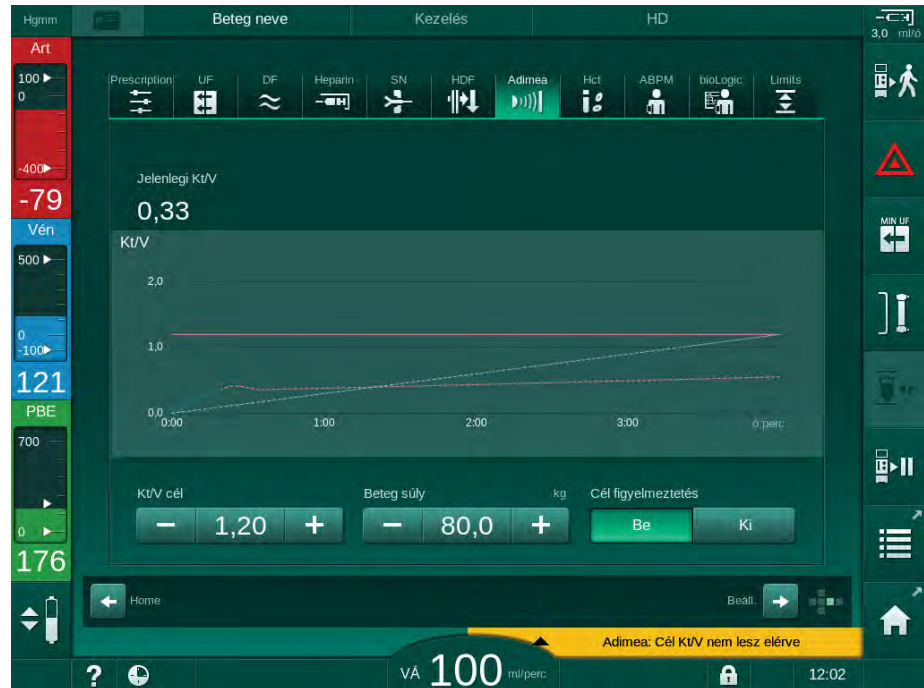 Hgmm
Beteg neve
Kezelés
HD
3,0 ml/ó
Art
100
0
-400
-79
Vén
500
0
-100
121
PBE
700
0
176
Prescription
UF
DF
Heparin
SN
HDF
Adimea
Hct
ABPM
bioLogic
Limits
Jelenlegi Kt/V
0,33
Kt/V
2,0
1,0
0,0
0:00
1:00
2:00
3:00
ó:perc
Kt/V cél
Beteg súly
kg
Cél figyelmeztetés
− 1,20 +
− 80,0 +
Be
Ki
Home
Beáll.
MIN UF
Adimea: Cél Kt/V nem lesz elérve
? VÁ 100 ml/perc
12:02